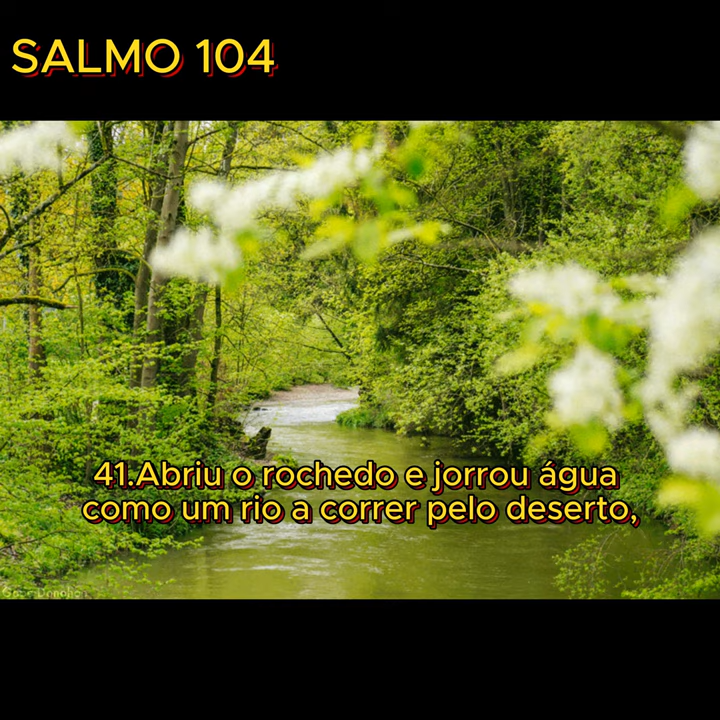 SALMO 104
41.Abriu o rochedo e jorrou água
como um rio a correr pelo deserto,